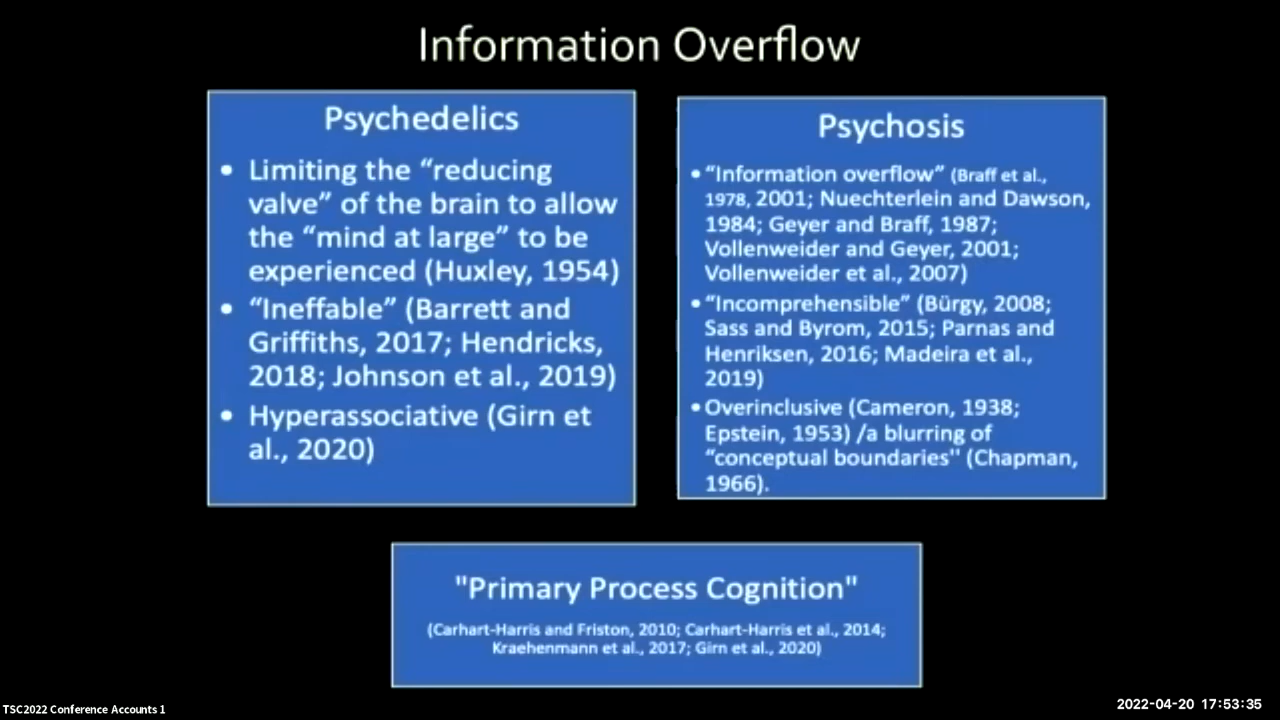 Information Overflow
Psychedelics
• Limiting the “reducing
valve” of the brain to allow
the “mind at large” to be
experienced (Huxley, 1954)
• “Ineffable” (Barrett and
Griffiths, 2017; Hendricks,
2018; Johnson et al., 2019)
• Hyperassociative (Girn et
al., 2020)
Psychosis
• “Information overflow” (Braff et al.,
1978, 2001; Nuechterlein and Dawson,
1984; Geyer and Braff, 1987;
Vollenweider and Geyer, 2001;
Vollenweider et al., 2007)
• “Incomprehensible” (Bürgy, 2008;
Sass and Byrom, 2015; Parnas and
Henriksen, 2016; Madeira et al.,
2019)
• Overinclusive (Cameron, 1938;
Epstein, 1953) /a blurring of
“conceptual boundaries" (Chapman,
1966).
"Primary Process Cognition"
(Carhart-Harris and Friston, 2010; Carhart-Harris et al., 2014;
Kraehenmann et al., 2017; Girn et al., 2020)
TSC2022 Conference Accounts 1
2022-04-20 17:53:35